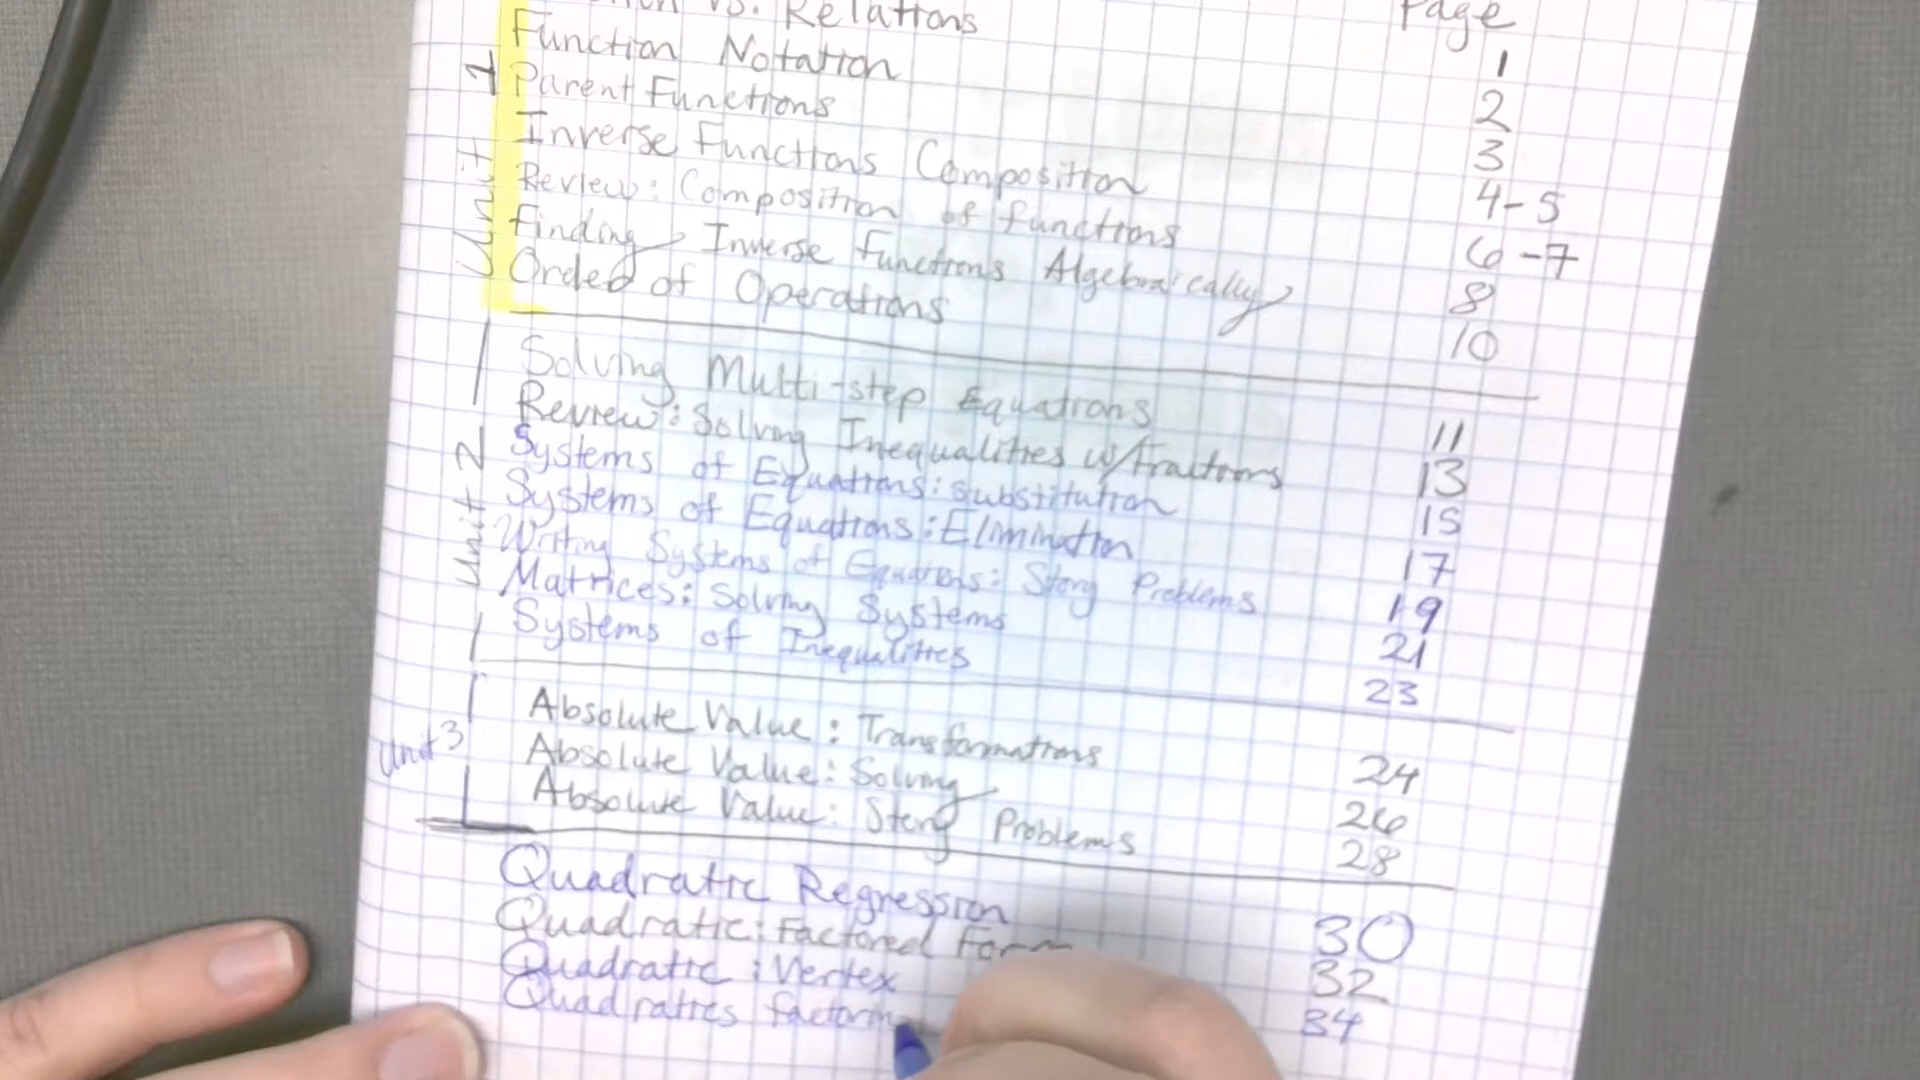 vs. Relations Page
Function Notation 1
Parent Functions 2
Inverse Functions Composition 3
Review: Composition of functions 4-5
Finding Inverse Functions Algebraically 6-7
Order of Operations 8
10
Unit 1
Solving Multi-step Equations 11
Review: Solving Inequalities w/Fractions 13
Systems of Equations: Substitution 15
Systems of Equations: Elimination 17
Writing Systems of Equations: Story Problems 19
Matrices: Solving Systems 21
Systems of Inequalities 23
Unit 2
Absolute Value: Transformations 24
Absolute Value: Solving 26
Absolute Value: Story Problems 28
Unit 3
Quadratic Regression 30
Quadratic: Factored Form 32
Quadratic: Vertex 34
Quadratics factorin